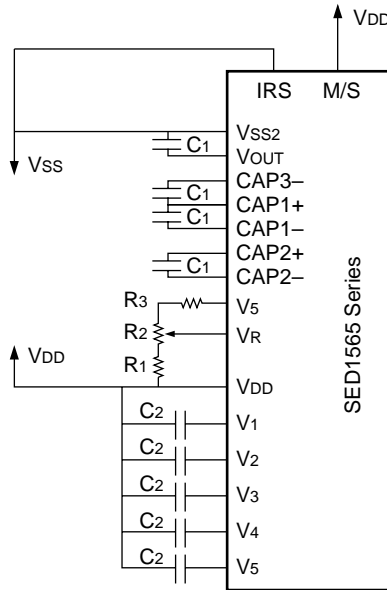 VDD
IRS M/S
VSS2
C1
VOUT
VSS
CAP3–
C1
CAP1+
C1
CAP1–
CAP2+
C1
CAP2–
R3
V5
R2
VR
R1
VDD
VDD
C2
V1
C2
V2
C2
V3
C2
V4
C2
V5
SED1565 Series